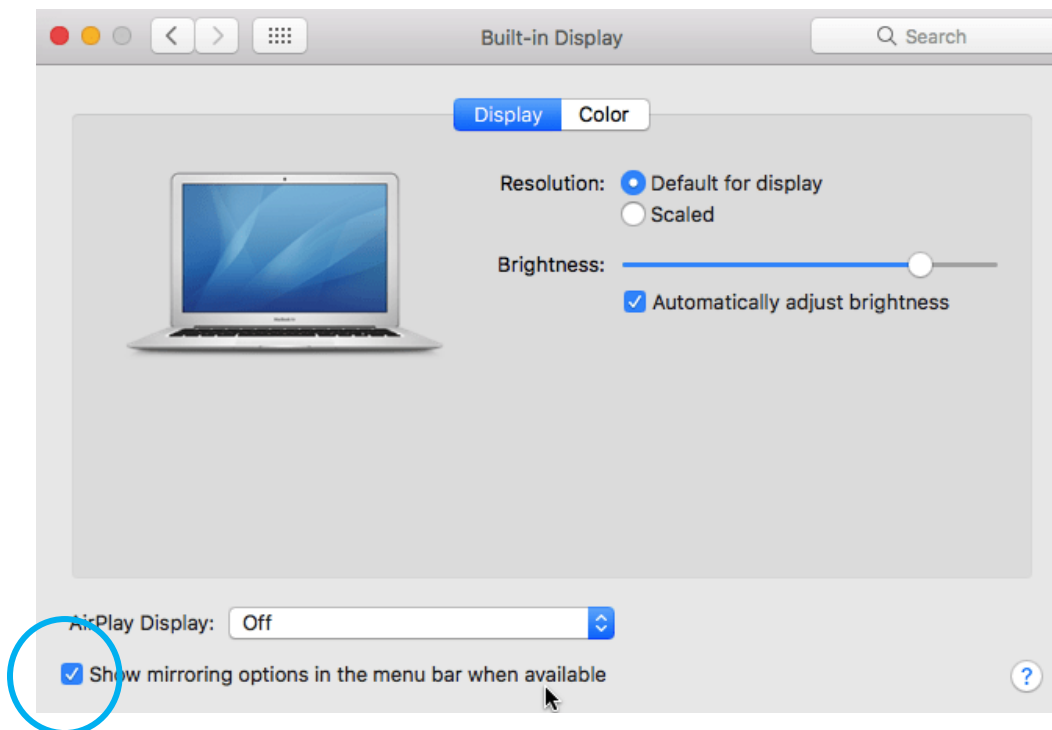 Built-in Display
Search
Display Color
Resolution: Default for display
Scaled
Brightness:
Automatically adjust brightness
AirPlay Display: Off
Show mirroring options in the menu bar when available
?